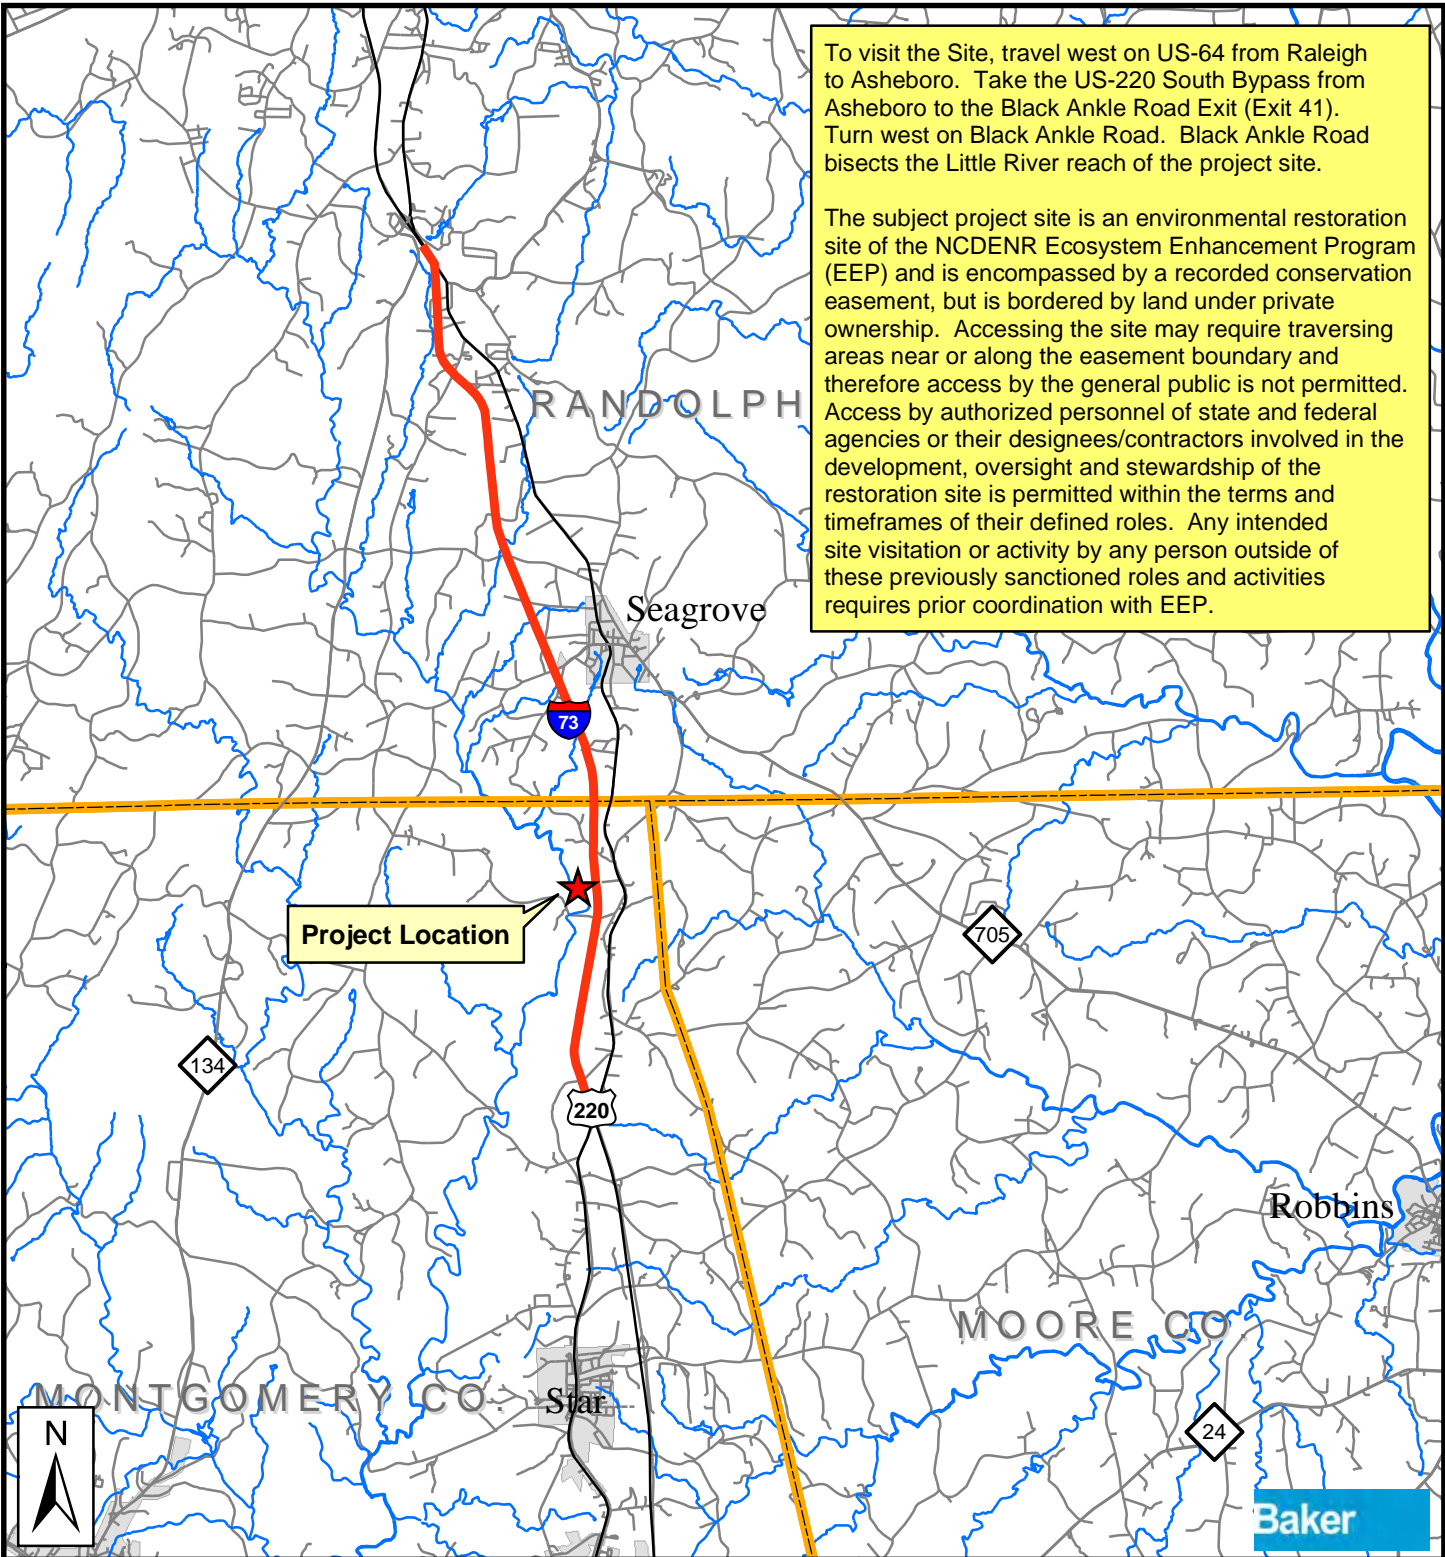 To visit the Site, travel west on US-64 from Raleigh
to Asheboro.  Take the US-220 South Bypass from
Asheboro to the Black Ankle Road Exit (Exit 41).
Turn west on Black Ankle Road.  Black Ankle Road
bisects the Little River reach of the project site.

The subject project site is an environmental restoration
site of the NCDENR Ecosystem Enhancement Program
(EEP) and is encompassed by a recorded conservation
easement, but is bordered by land under private
ownership.  Accessing the site may require traversing
areas near or along the easement boundary and
therefore access by the general public is not permitted.
Access by authorized personnel of state and federal
agencies or their designees/contractors involved in the
development, oversight and stewardship of the
restoration site is permitted within the terms and
timeframes of their defined roles.  Any intended
site visitation or activity by any person outside of
these previously sanctioned roles and activities
requires prior coordination with EEP.
RANDOLPH
Seagrove
73
Project Location
705
134
220
Robbins
MOORE CO.
MONTGOMERY CO.
Star
24
N
Baker